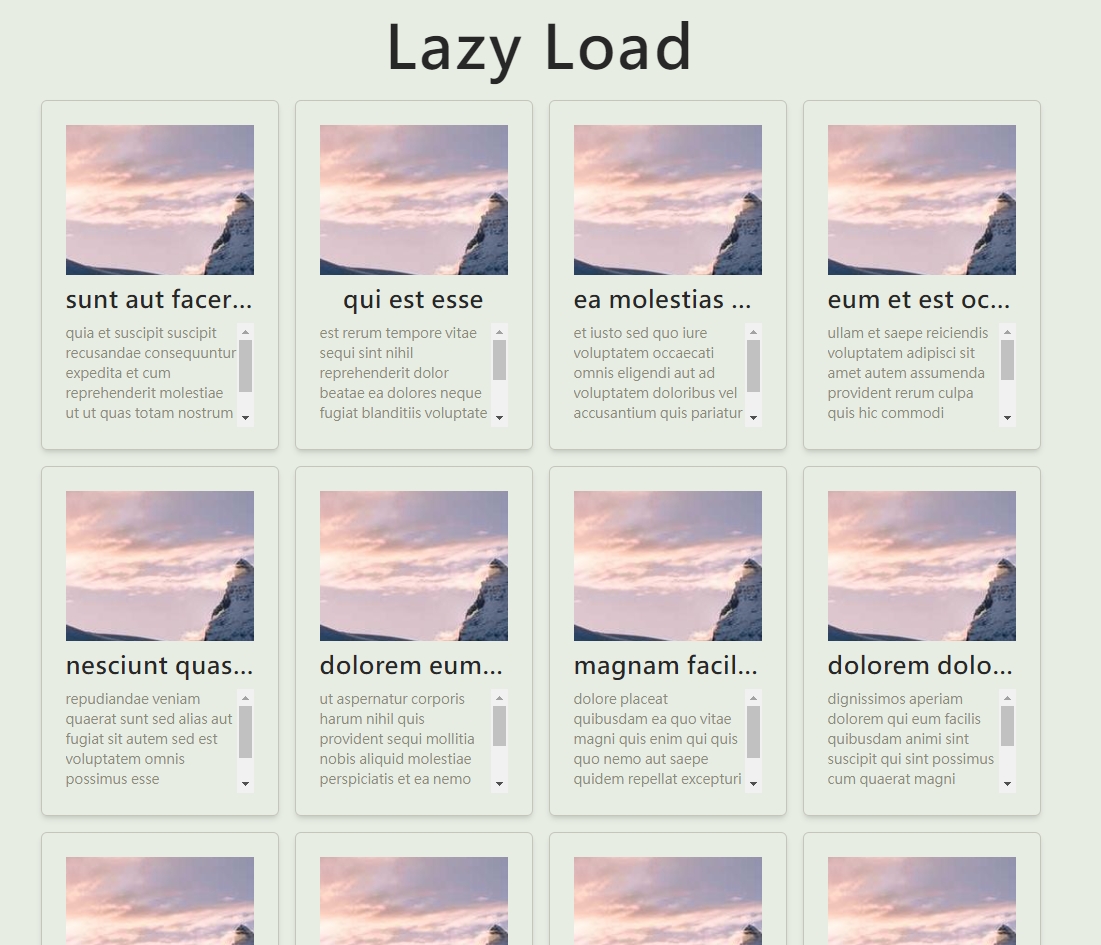 Lazy Load
sunt aut facer...
quia et suscipit suscipit
recusandae consequuntur
expedita et cum
reprehenderit molestiae
ut ut quas totam nostrum
qui est esse
est rerum tempore vitae
sequi sint nihil
reprehenderit dolor
beatae ea dolores neque
fugiat blanditiis voluptate
ea molestias ...
et iusto sed quo iure
voluptatem occaecati
omnis eligendi aut ad
voluptatem doloribus vel
accusantium quis pariatur
eum et est oc...
ullam et saepe reiciendis
voluptatem adipisci sit
amet autem assumenda
provident rerum culpa
quis hic commodi
nesciunt quas...
repudiandae veniam
quaerat sunt sed alias aut
fugiat sit autem sed est
voluptatem omnis
possimus esse
dolorem eum...
ut aspernatur corporis
harum nihil quis
provident sequi mollitia
nobis aliquid molestiae
perspiciatis et ea nemo
magnam facil...
dolore placeat
quibusdam ea quo vitae
magni quis enim qui quis
quo nemo aut saepe
quidem repellat excepturi
dolorem dolo...
dignissimos aperiam
dolorem qui eum facilis
quibusdam animi sint
suscipit qui sint possimus
cum quaerat magni